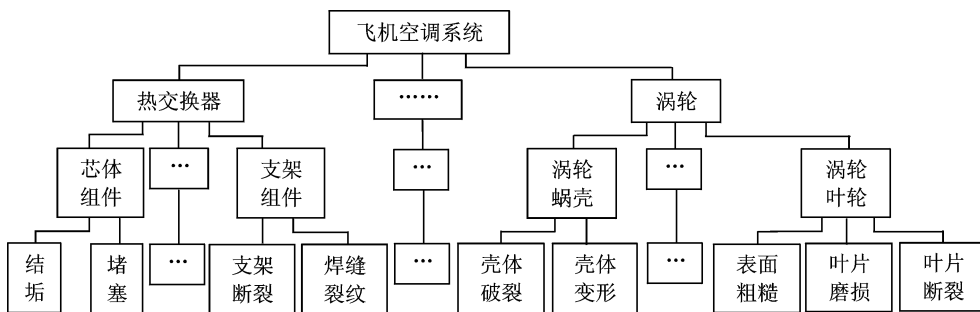 飞机空调系统
热交换器
……
涡轮
芯体
组件
…
支架
组件
…
涡轮
蜗壳
…
涡轮
叶轮
结
垢
堵
塞
…
支架
断裂
焊缝
裂纹
…
壳体
破裂
壳体
变形
…
表面
粗糙
叶片
磨损
叶片
断裂